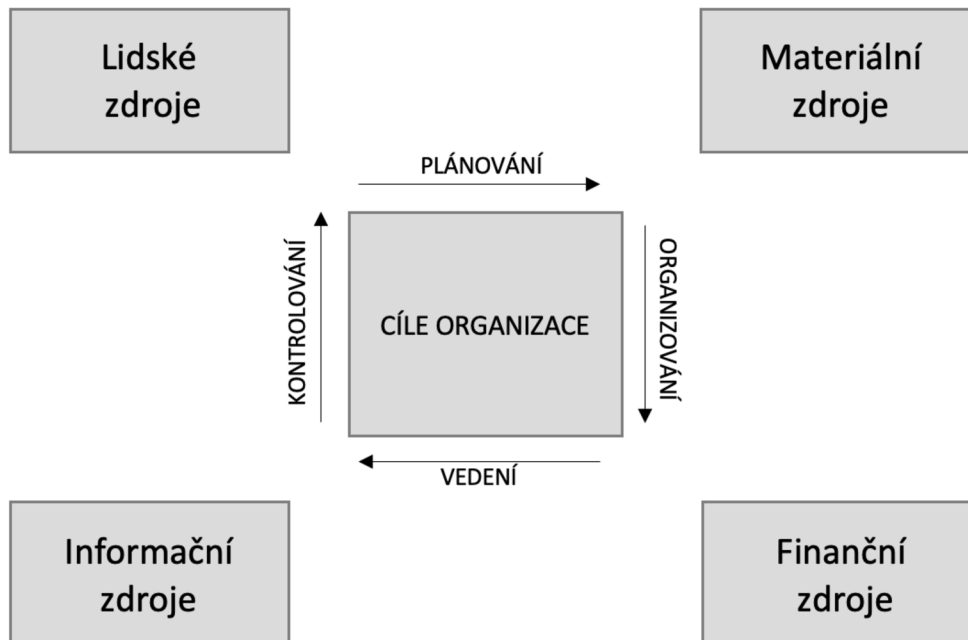 Lidské
zdroje
Materiální
zdroje
PLÁNOVÁNÍ
KONTROLOVÁNÍ
CÍLE ORGANIZACE
ORGANIZOVÁNÍ
VEDENÍ
Informační
zdroje
Finanční
zdroje